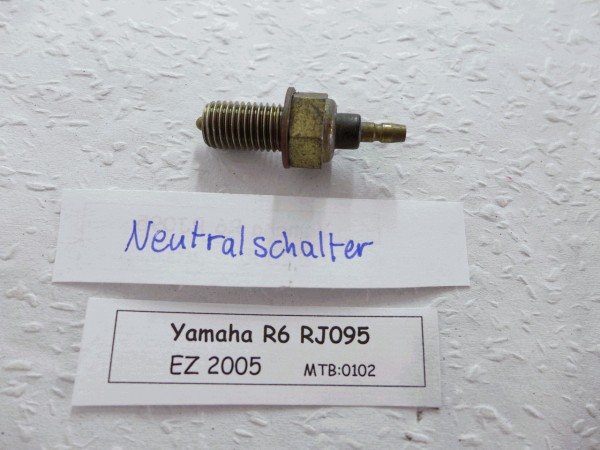 Neutralschalter
Yamaha R6 RJ095
EZ 2005 MTB:0102